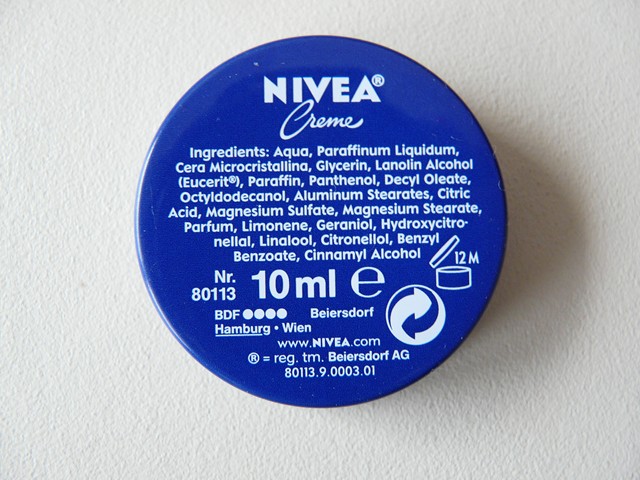 NIVEA®
Creme
Ingredients: Aqua, Paraffinum Liquidum,
Cera Microcristallina, Glycerin, Lanolin Alcohol
(Eucerit®), Paraffin, Panthenol, Decyl Oleate,
Octyldodecanol, Aluminum Stearates, Citric
Acid, Magnesium Sulfate, Magnesium Stearate,
Parfum, Limonene, Geraniol, Hydroxycitro-
nellal, Linalool, Citronellol, Benzyl
Benzoate, Cinnamyl Alcohol
12 M
Nr.
80113
10 ml e
BDF●●●● Beiersdorf
Hamburg • Wien
www.NIVEA.com
® = reg. tm. Beiersdorf AG
80113.9.0003.01